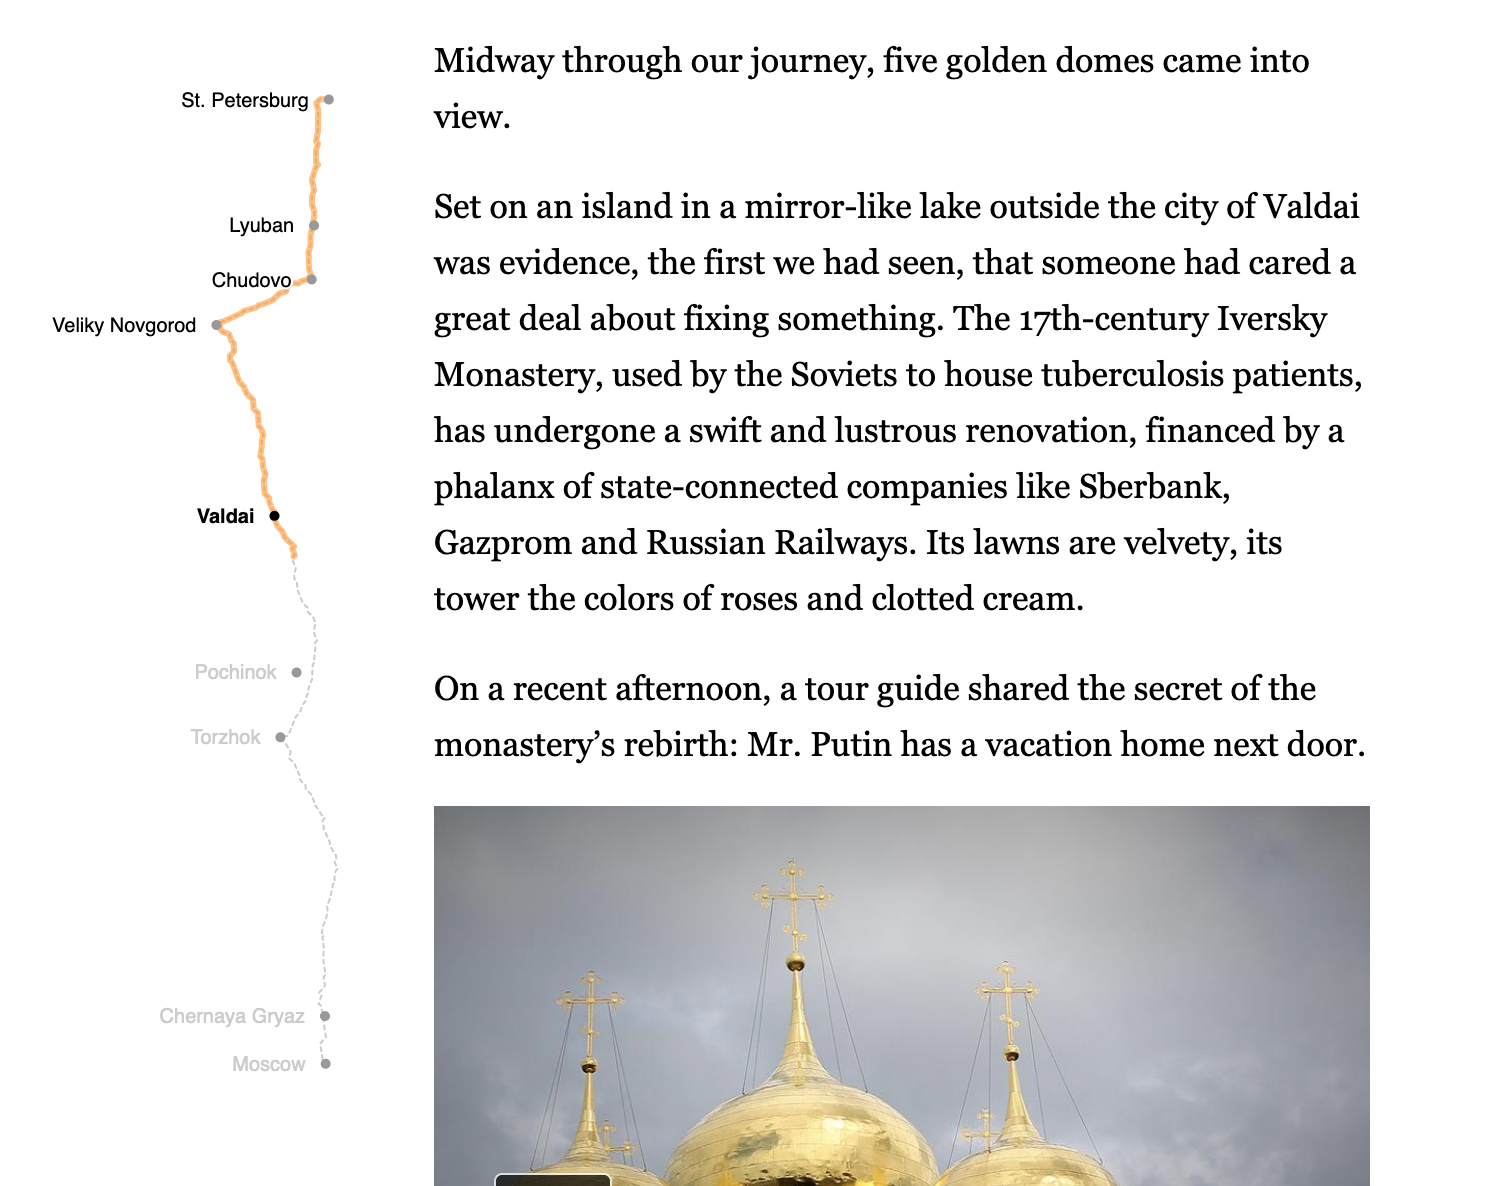 St. Petersburg
Lyuban
Chudovo
Veliky Novgorod
Valdai
Pochinok
Torzhok
Chernaya Gryaz
Moscow
Midway through our journey, five golden domes came into
view.
Set on an island in a mirror-like lake outside the city of Valdai
was evidence, the first we had seen, that someone had cared a
great deal about fixing something. The 17th-century Iversky
Monastery, used by the Soviets to house tuberculosis patients,
has undergone a swift and lustrous renovation, financed by a
phalanx of state-connected companies like Sberbank,
Gazprom and Russian Railways. Its lawns are velvety, its
tower the colors of roses and clotted cream.
On a recent afternoon, a tour guide shared the secret of the
monastery’s rebirth: Mr. Putin has a vacation home next door.